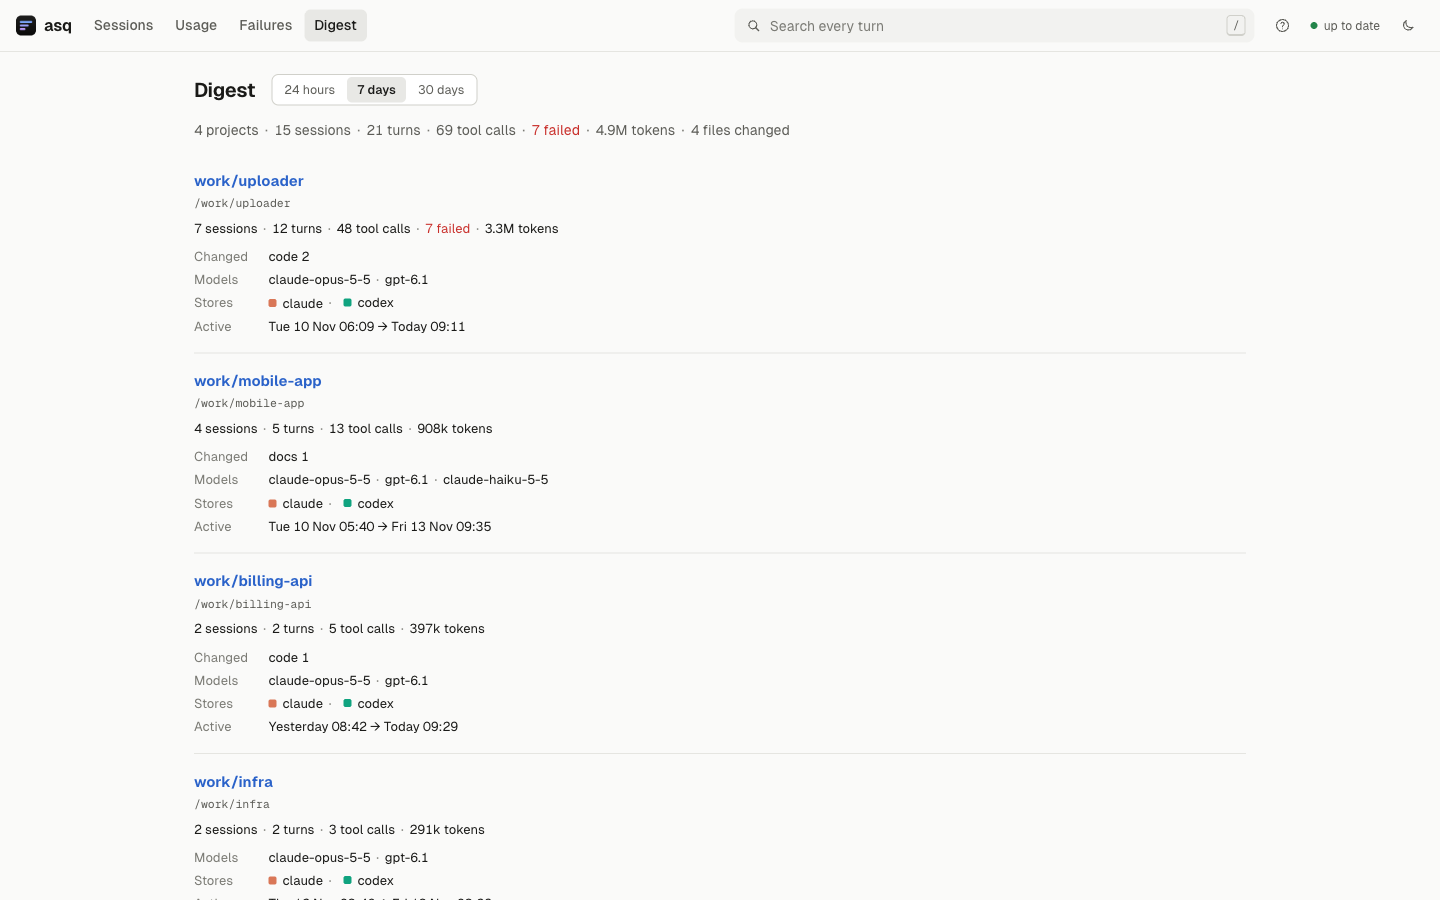 asq Sessions Usage Failures Digest Search every turn / up to date
Digest 24 hours 7 days 30 days
4 projects · 15 sessions · 21 turns · 69 tool calls · 7 failed · 4.9M tokens · 4 files changed
work/uploader
/work/uploader
7 sessions · 12 turns · 48 tool calls · 7 failed · 3.3M tokens
Changed code 2
Models claude-opus-5-5 · gpt-6.1
Stores claude · codex
Active Tue 10 Nov 06:09 → Today 09:11
work/mobile-app
/work/mobile-app
4 sessions · 5 turns · 13 tool calls · 908k tokens
Changed docs 1
Models claude-opus-5-5 · gpt-6.1 · claude-haiku-5-5
Stores claude · codex
Active Tue 10 Nov 05:40 → Fri 13 Nov 09:35
work/billing-api
/work/billing-api
2 sessions · 2 turns · 5 tool calls · 397k tokens
Changed code 1
Models claude-opus-5-5 · gpt-6.1
Stores claude · codex
Active Yesterday 08:42 → Today 09:29
work/infra
/work/infra
2 sessions · 2 turns · 3 tool calls · 291k tokens
Models claude-opus-5-5 · gpt-6.1
Stores claude · codex